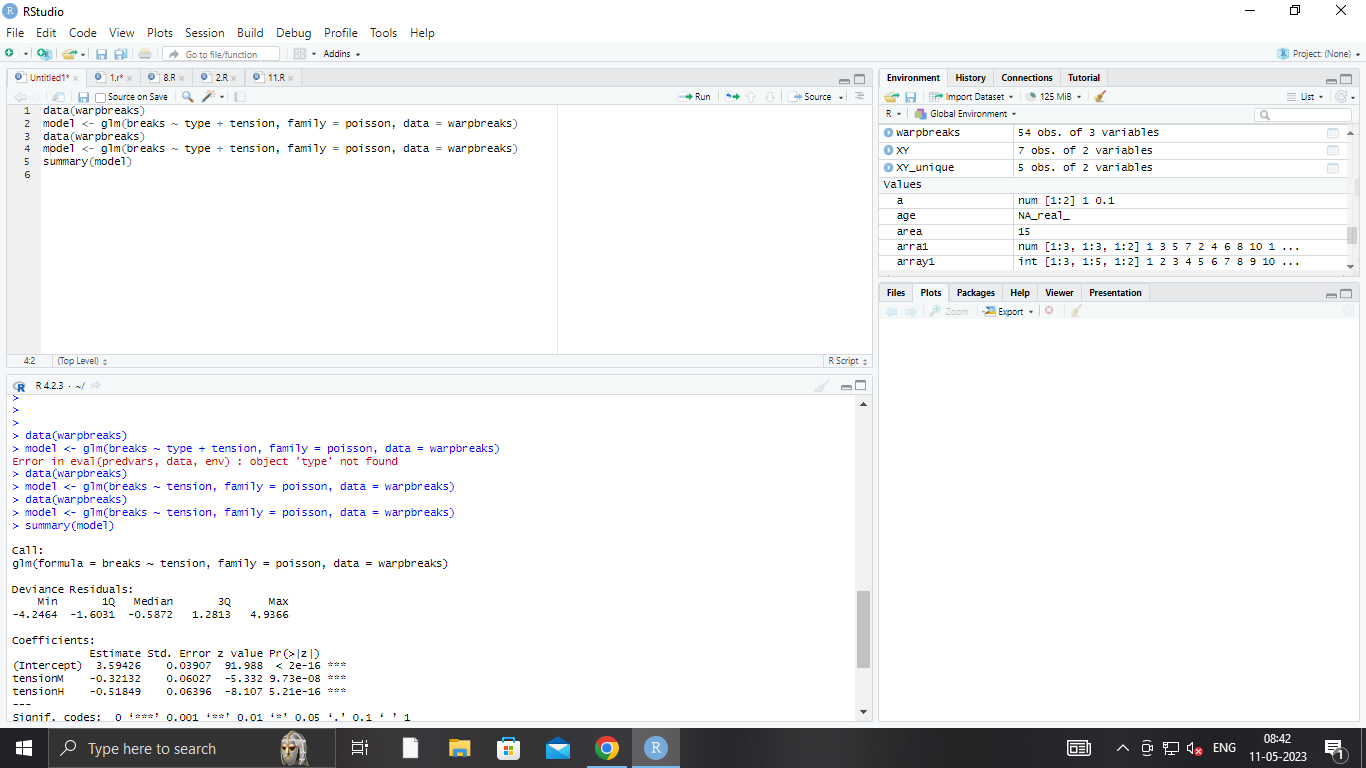 RStudio
File Edit Code View Plots Session Build Debug Profile Tools Help
Go to file/function Addins Project: (None)
Untitled1* 1.r* 8.R 2.R 11.R
Source on Save Run Source
1 data(warpbreaks)
2 model <- glm(breaks ~ type + tension, family = poisson, data = warpbreaks)
3 data(warpbreaks)
4 model <- glm(breaks ~ type + tension, family = poisson, data = warpbreaks)
5 summary(model)
6
4:2 (Top Level) R Script
R 4.2.3 · ~/
>
>
>
> data(warpbreaks)
> model <- glm(breaks ~ type + tension, family = poisson, data = warpbreaks)
Error in eval(predvars, data, env) : object 'type' not found
> data(warpbreaks)
> model <- glm(breaks ~ tension, family = poisson, data = warpbreaks)
> data(warpbreaks)
> model <- glm(breaks ~ tension, family = poisson, data = warpbreaks)
> summary(model)
Call:
glm(formula = breaks ~ tension, family = poisson, data = warpbreaks)
Deviance Residuals:
Min 1Q Median 3Q Max
-4.2464 -1.6031 -0.5872 1.2813 4.9366
Coefficients:
Estimate Std. Error z value Pr(>|z|)
(Intercept) 3.59426 0.03907 91.988 < 2e-16 ***
tensionM -0.32132 0.06027 -5.332 9.73e-08 ***
tensionH -0.51849 0.06396 -8.107 5.21e-16 ***
---
Signif. codes: 0 ‘***’ 0.001 ‘**’ 0.01 ‘*’ 0.05 ‘.’ 0.1 ‘ ’ 1
Environment History Connections Tutorial
Import Dataset 125 MiB List
R Global Environment
warpbreaks 54 obs. of 3 variables
XY 7 obs. of 2 variables
XY_unique 5 obs. of 2 variables
Values
a num [1:2] 1 0.1
age NA_real_
area 15
arra1 num [1:3, 1:3, 1:2] 1 3 5 7 2 4 6 8 10 1 ...
array1 int [1:3, 1:5, 1:2] 1 2 3 4 5 6 7 8 9 10 ...
Files Plots Packages Help Viewer Presentation
Zoom Export
Type here to search
ENG
08:42
11-05-2023
1